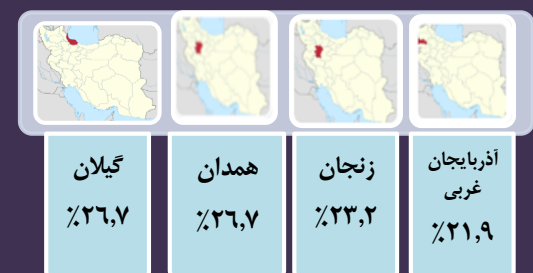 آذربایجان
غربی
٪۲۱,۹
زنجان
٪۲۳,۲
همدان
٪۲۶,۷
گیلان
٪۲۶,۷